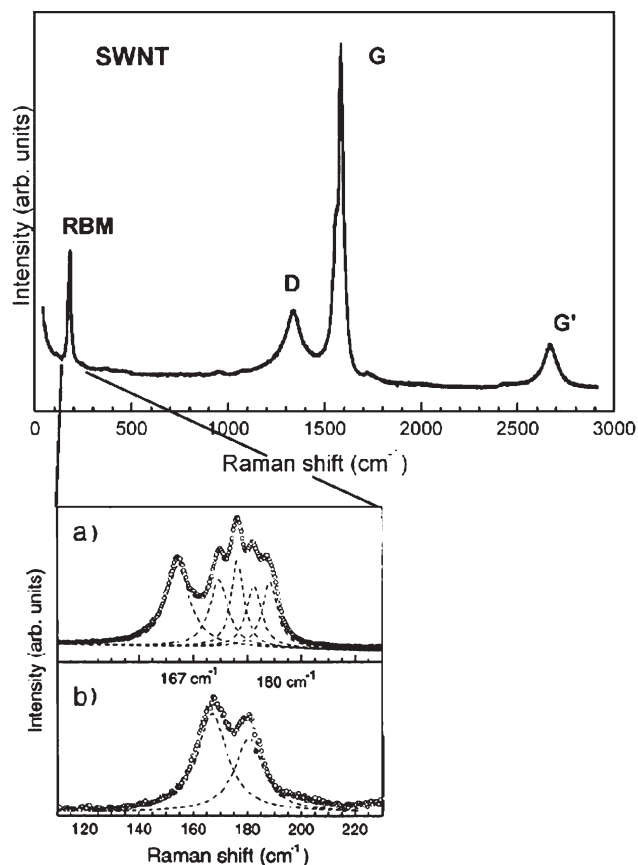 SWNT
G
RBM
D
G'
Intensity (arb. units)
0 500 1000 1500 2000 2500 3000
Raman shift (cm⁻)
a)
167 cm⁻¹ 180 cm⁻¹
b)
Intensity (arb. units)
120 140 160 180 200 220
Raman shift (cm⁻¹)